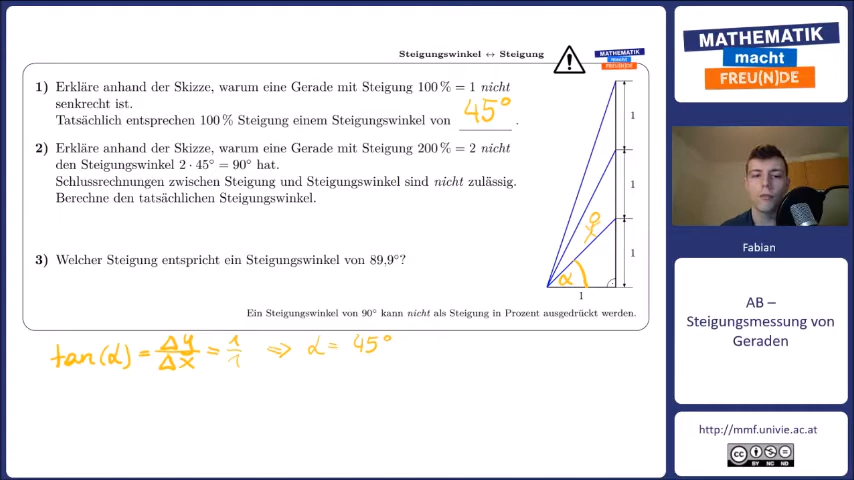 Steigungswinkel ↔ Steigung
MATHEMATIK
macht
FREU(N)DE
1) Erkläre anhand der Skizze, warum eine Gerade mit Steigung 100 % = 1 nicht
senkrecht ist.
Tatsächlich entsprechen 100 % Steigung einem Steigungswinkel von 45° .
2) Erkläre anhand der Skizze, warum eine Gerade mit Steigung 200 % = 2 nicht
den Steigungswinkel 2 · 45° = 90° hat.
Schlussrechnungen zwischen Steigung und Steigungswinkel sind nicht zulässig.
Berechne den tatsächlichen Steigungswinkel.
3) Welcher Steigung entspricht ein Steigungswinkel von 89,9°?
1
1
1
α
1
Ein Steigungswinkel von 90° kann nicht als Steigung in Prozent ausgedrückt werden.
tan(α) = Δy/Δx = 1/1 ⇒ α = 45°
MATHEMATIK
macht
FREU(N)DE
Fabian
AB –
Steigungsmessung von
Geraden
http://mmf.univie.ac.at
CC BY NC ND